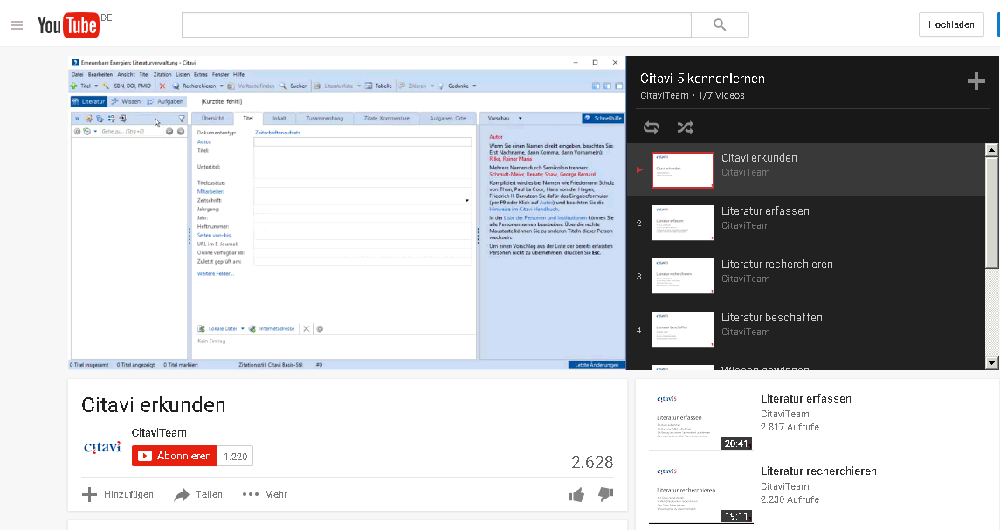 YouTube DE
Hochladen
Erneuerbare Energien: Literaturverwaltung - Citavi
Datei Bearbeiten Ansicht Titel Zitation Listen Extras Fenster Hilfe
Titel ISBN, DOI, PMID Recherchieren Volltexte finden Suchen Literaturliste Tabelle Zitieren Gedanke
Literatur Wissen Aufgaben [Kurztitel fehlt!]
Übersicht Titel Inhalt Zusammenhang Zitate, Kommentare Aufgaben, Orte Vorschau Schnellhilfe
Gehe zu... (Strg+E)
Dokumententyp: Zeitschriftenaufsatz
Autor:
Titel:
Untertitel:
Titelzusätze:
Mitarbeiter:
Zeitschrift:
Jahrgang:
Jahr:
Heftnummer:
Seiten von-bis:
URL im E-Journal:
Online verfügbar ab:
Zuletzt geprüft am:
Weitere Felder...
Lokale Datei Internetadresse
Kein Eintrag
Autor
Wenn Sie einen Namen direkt eingeben, beachten Sie:
Erst Nachname, dann Komma, dann Vorname(n):
Rilke, Rainer Maria
Mehrere Namen durch Semikolon trennen:
Schmidt-Meier, Renate; Shaw, George Bernard
Kompliziert wird es bei Namen wie Friedemann Schulz
von Thun, Paul La Cour, Hans von der Hagen,
Friedrich II. Benutzen Sie dafür das Eingabeformular
(per F9 oder Klick auf Autor) und beachten Sie die
Hinweise im Citavi Handbuch.
In der Liste der Personen und Institutionen können Sie
alle Personennamen bearbeiten. Über die rechte
Maustaste können Sie zu anderen Titeln dieser Person
wechseln.
Um einen Vorschlag aus der Liste der bereits erfassten
Personen nicht zu übernehmen, drücken Sie Esc.
0 Titel insgesamt 0 Titel angezeigt 0 Titel markiert Zitationsstil: Citavi Basis-Stil #0 Letzte Änderungen
Citavi 5 kennenlernen
CitaviTeam • 1/7 Videos
Citavi erkunden
CitaviTeam
2
Literatur erfassen
CitaviTeam
3
Literatur recherchieren
CitaviTeam
4
Literatur beschaffen
CitaviTeam
Wissen gewinnen
Citavi erkunden
citavi
CitaviTeam
Abonnieren 1.220
2.628
Hinzufügen Teilen Mehr
citavi5
Literatur erfassen
20:41
Literatur erfassen
CitaviTeam
2.817 Aufrufe
citavi5
Literatur recherchieren
19:11
Literatur recherchieren
CitaviTeam
2.230 Aufrufe